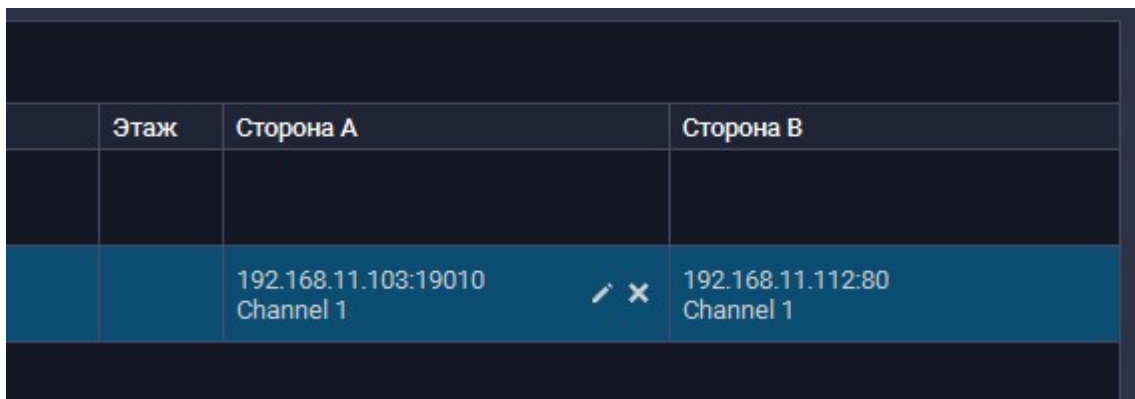 Этаж
Сторона A
Сторона B
192.168.11.103:19010
Channel 1
192.168.11.112:80
Channel 1